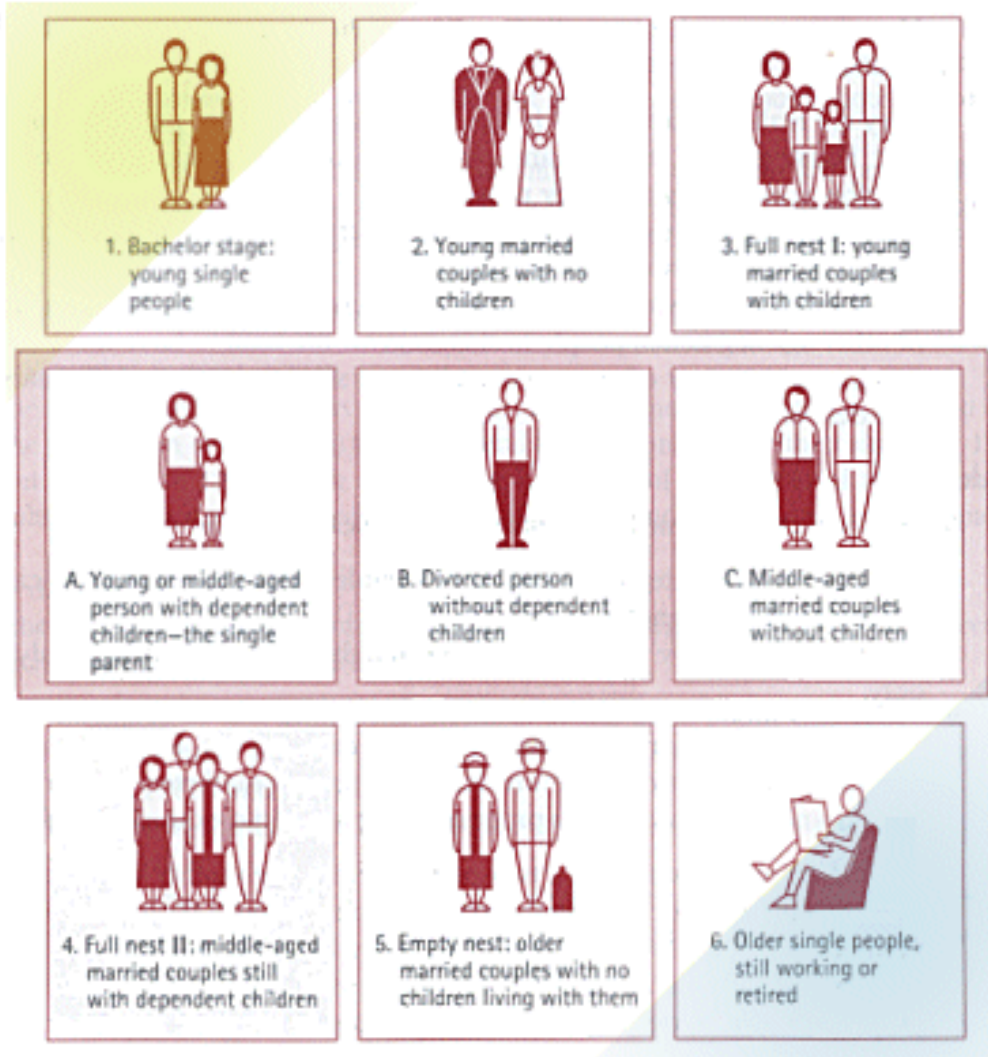 1. Bachelor stage:
young single
people
2. Young married
couples with no
children
3. Full nest I: young
married couples
with children
A. Young or middle-aged
person with dependent
children—the single
parent
B. Divorced person
without dependent
children
C. Middle-aged
married couples
without children
4. Full nest II: middle-aged
married couples still
with dependent children
5. Empty nest: older
married couples with no
children living with them
6. Older single people,
still working or
retired